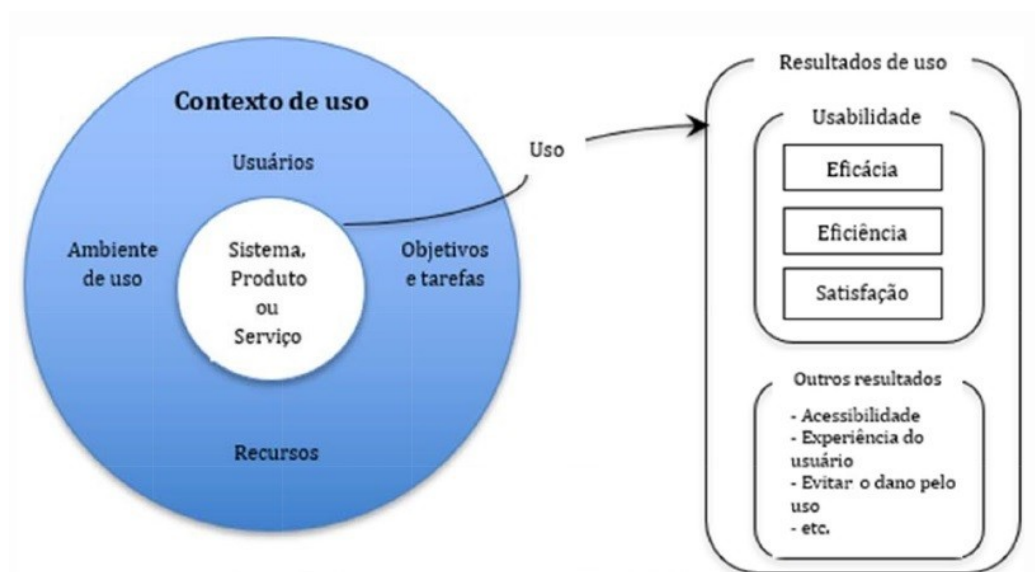 Contexto de uso
Usuários
Ambiente
de uso
Sistema,
Produto
ou
Serviço
Objetivos
e tarefas
Recursos
Uso
Resultados de uso
Usabilidade
Eficácia
Eficiência
Satisfação
Outros resultados
- Acessibilidade
- Experiência do
usuário
- Evitar o dano pelo
uso
- etc.